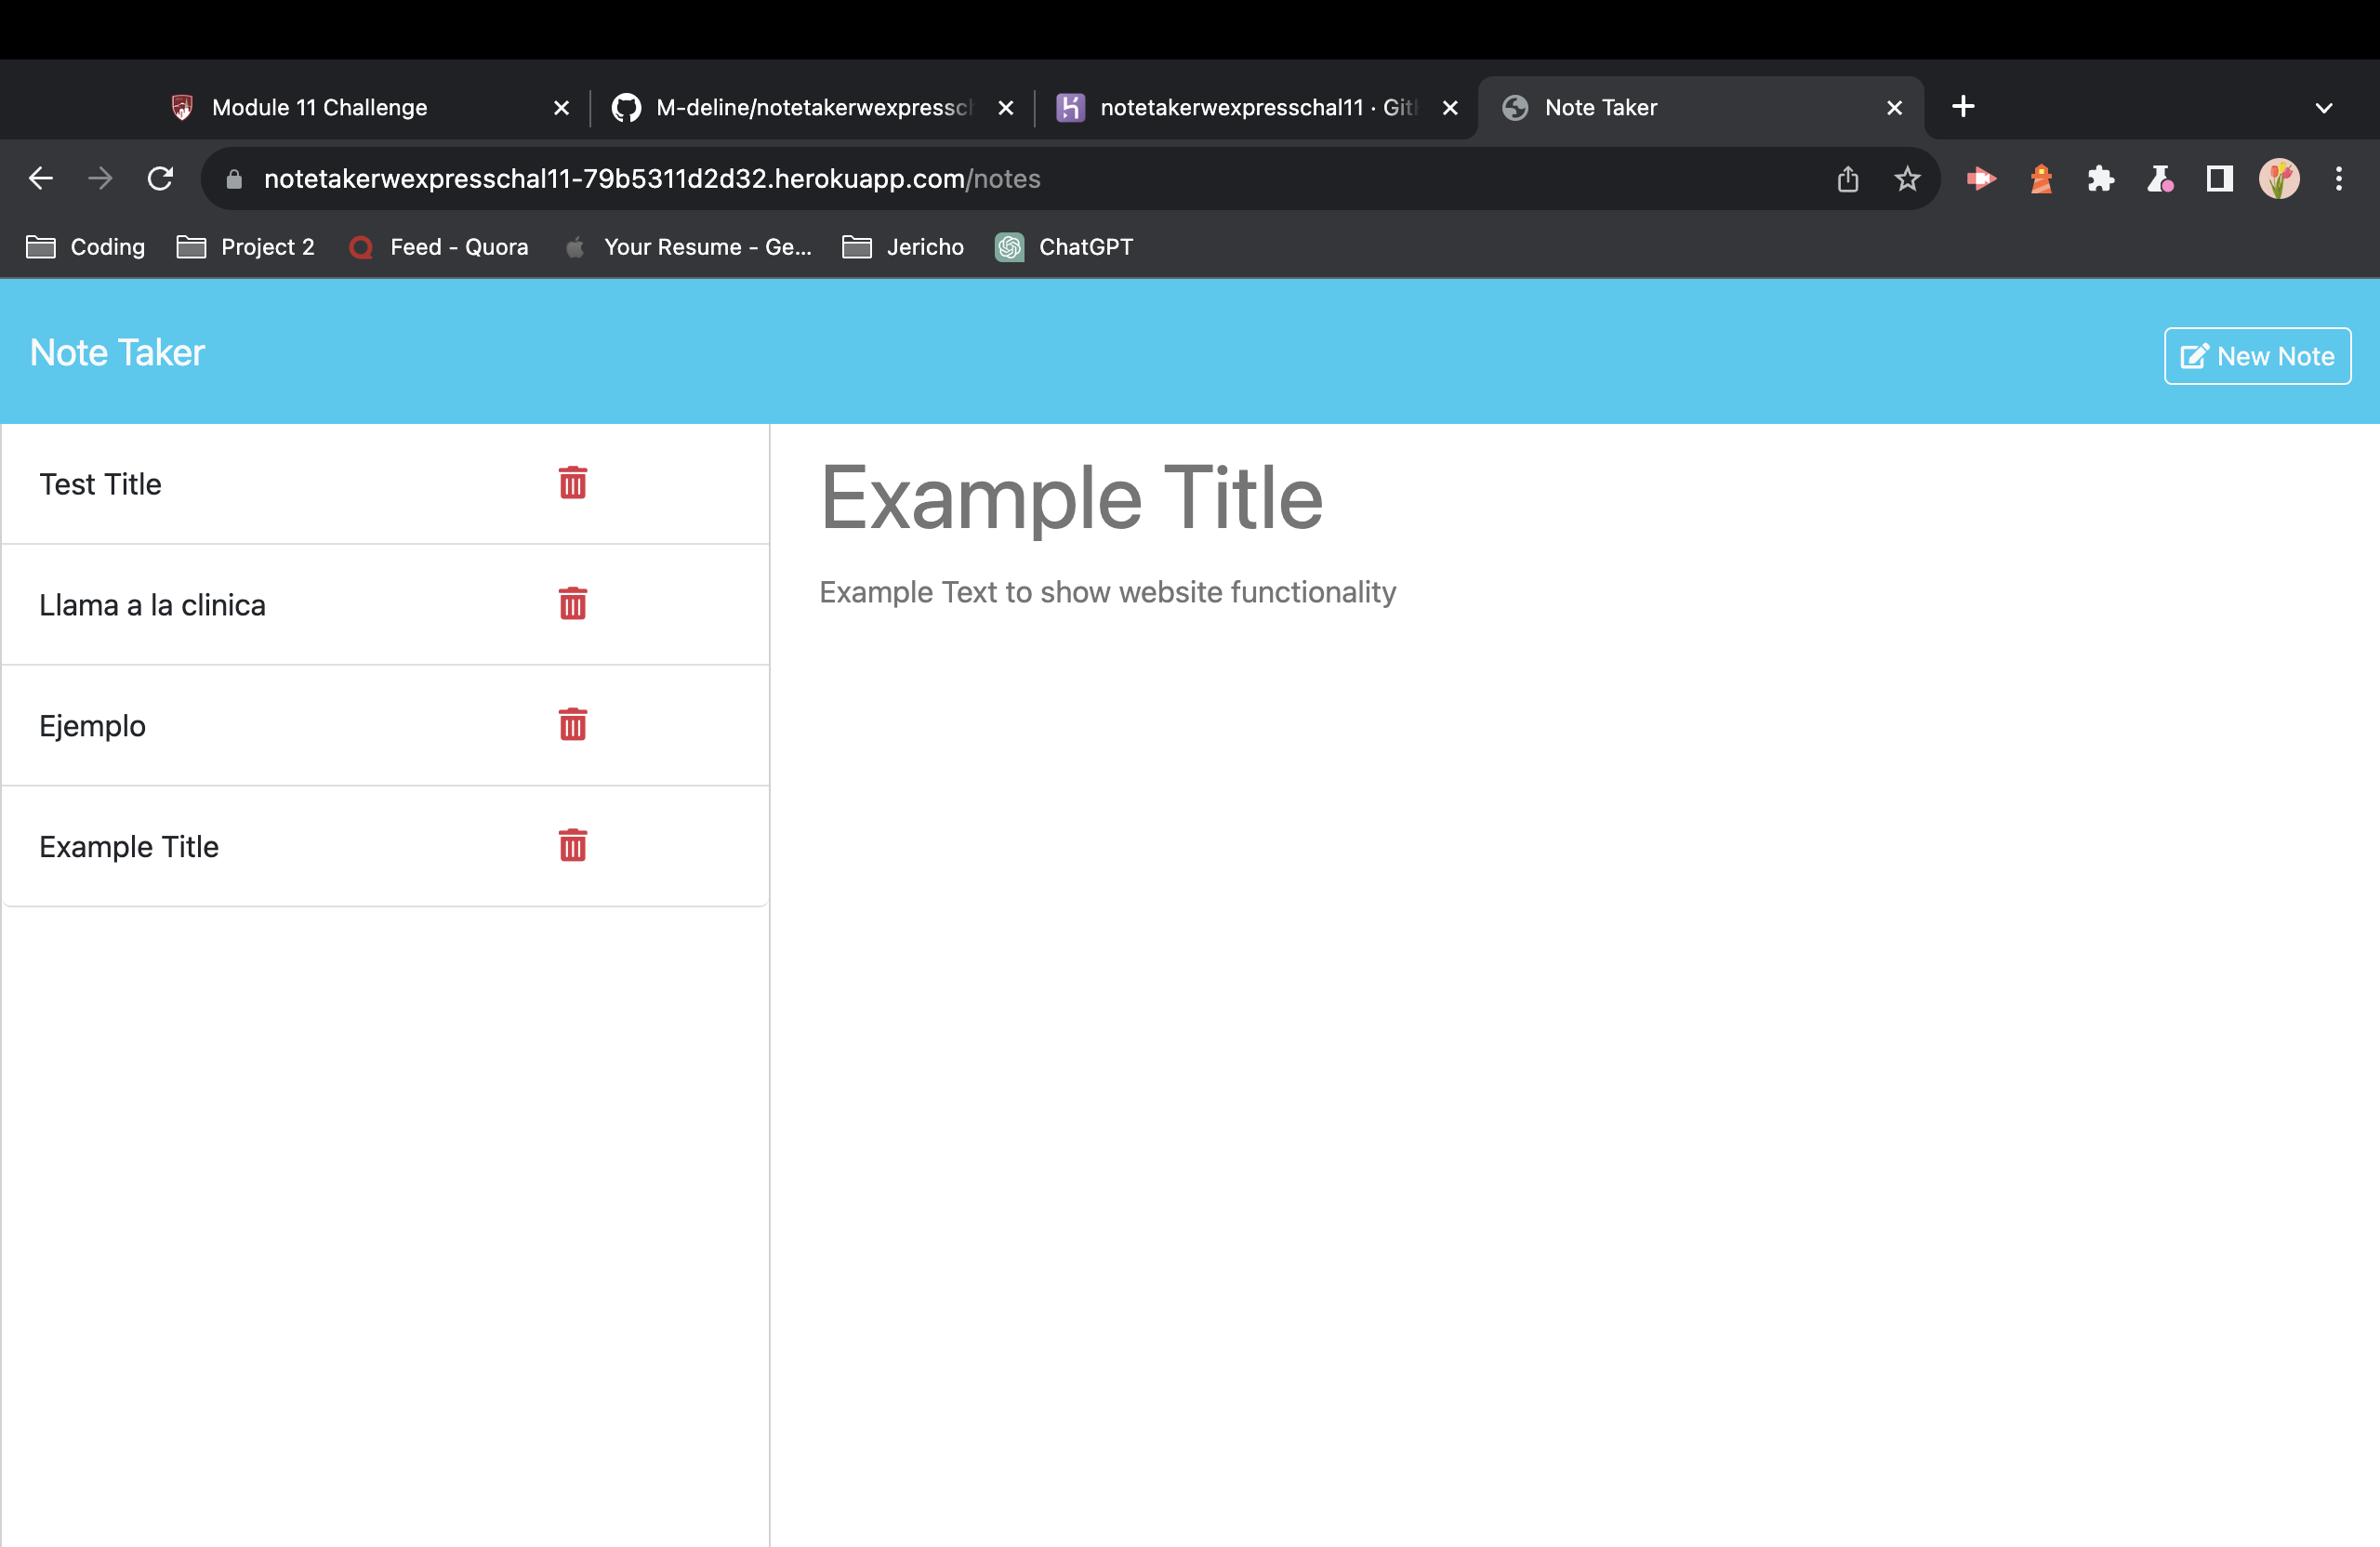 Module 11 Challenge
M-deline/notetakerwexpressch
notetakerwexpresschal11 · Git
Note Taker
notetakerwexpresschal11-79b5311d2d32.herokuapp.com/notes
Coding
Project 2
Feed - Quora
Your Resume - Ge...
Jericho
ChatGPT
Note Taker
New Note
Test Title
Llama a la clinica
Ejemplo
Example Title
Example Title
Example Text to show website functionality